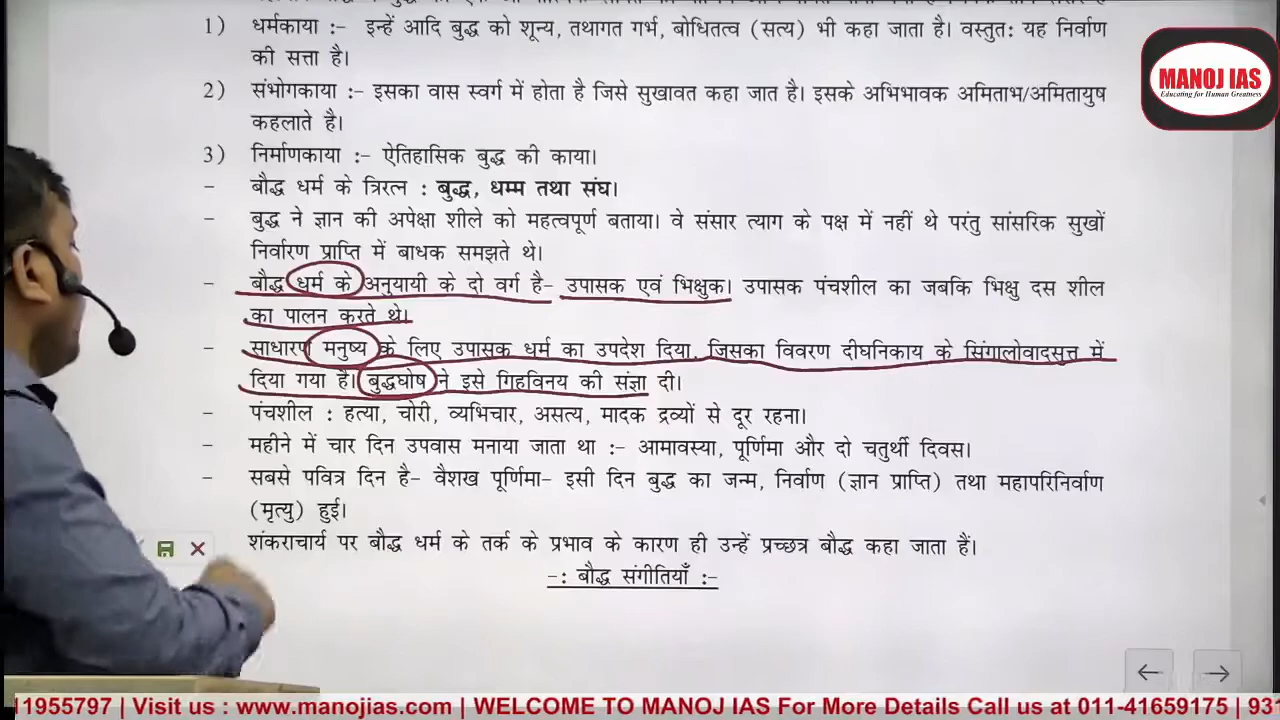 1) धर्मकाया :- इन्हें आदि बुद्ध को शून्य, तथागत गर्भ, बोधितत्व (सत्य) भी कहा जाता है। वस्तुत: यह निर्वाण
की सत्ता है।
2) संभोगकाया :- इसका वास स्वर्ग में होता है जिसे सुखावत कहा जात है। इसके अभिभावक अमिताभ/अमितायुष
कहलाते है।
3) निर्माणकाया :- ऐतिहासिक बुद्ध की काया।
- बौद्ध धर्म के त्रिरत्न : बुद्ध, धम्म तथा संघ।
- बुद्ध ने ज्ञान की अपेक्षा शीले को महत्वपूर्ण बताया। वे संसार त्याग के पक्ष में नहीं थे परंतु सांसरिक सुखों
निर्वारण प्राप्ति में बाधक समझते थे।
- बौद्ध धर्म के अनुयायी के दो वर्ग है- उपासक एवं भिक्षुक। उपासक पंचशील का जबकि भिक्षु दस शील
का पालन करते थे।
- साधारण मनुष्य के लिए उपासक धर्म का उपदेश दिया, जिसका विवरण दीघनिकाय के सिंगालोवादसुत्त में
दिया गया है। बुद्धघोष ने इसे गिहविनय की संज्ञा दी।
- पंचशील : हत्या, चोरी, व्यभिचार, असत्य, मादक द्रव्यों से दूर रहना।
- महीने में चार दिन उपवास मनाया जाता था :- आमावस्या, पूर्णिमा और दो चतुर्थी दिवस।
- सबसे पवित्र दिन है- वैशख पूर्णिमा- इसी दिन बुद्ध का जन्म, निर्वाण (ज्ञान प्राप्ति) तथा महापरिनिर्वाण
(मृत्यु) हुई।
शंकराचार्य पर बौद्ध धर्म के तर्क के प्रभाव के कारण ही उन्हें प्रच्छत्र बौद्ध कहा जाता हैं।
-: बौद्ध संगीतियाँ :-
MANOJ IAS
Educating for Human Greatness
11955797 | Visit us : www.manojias.com | WELCOME TO MANOJ IAS For More Details Call us at 011-41659175 | 931